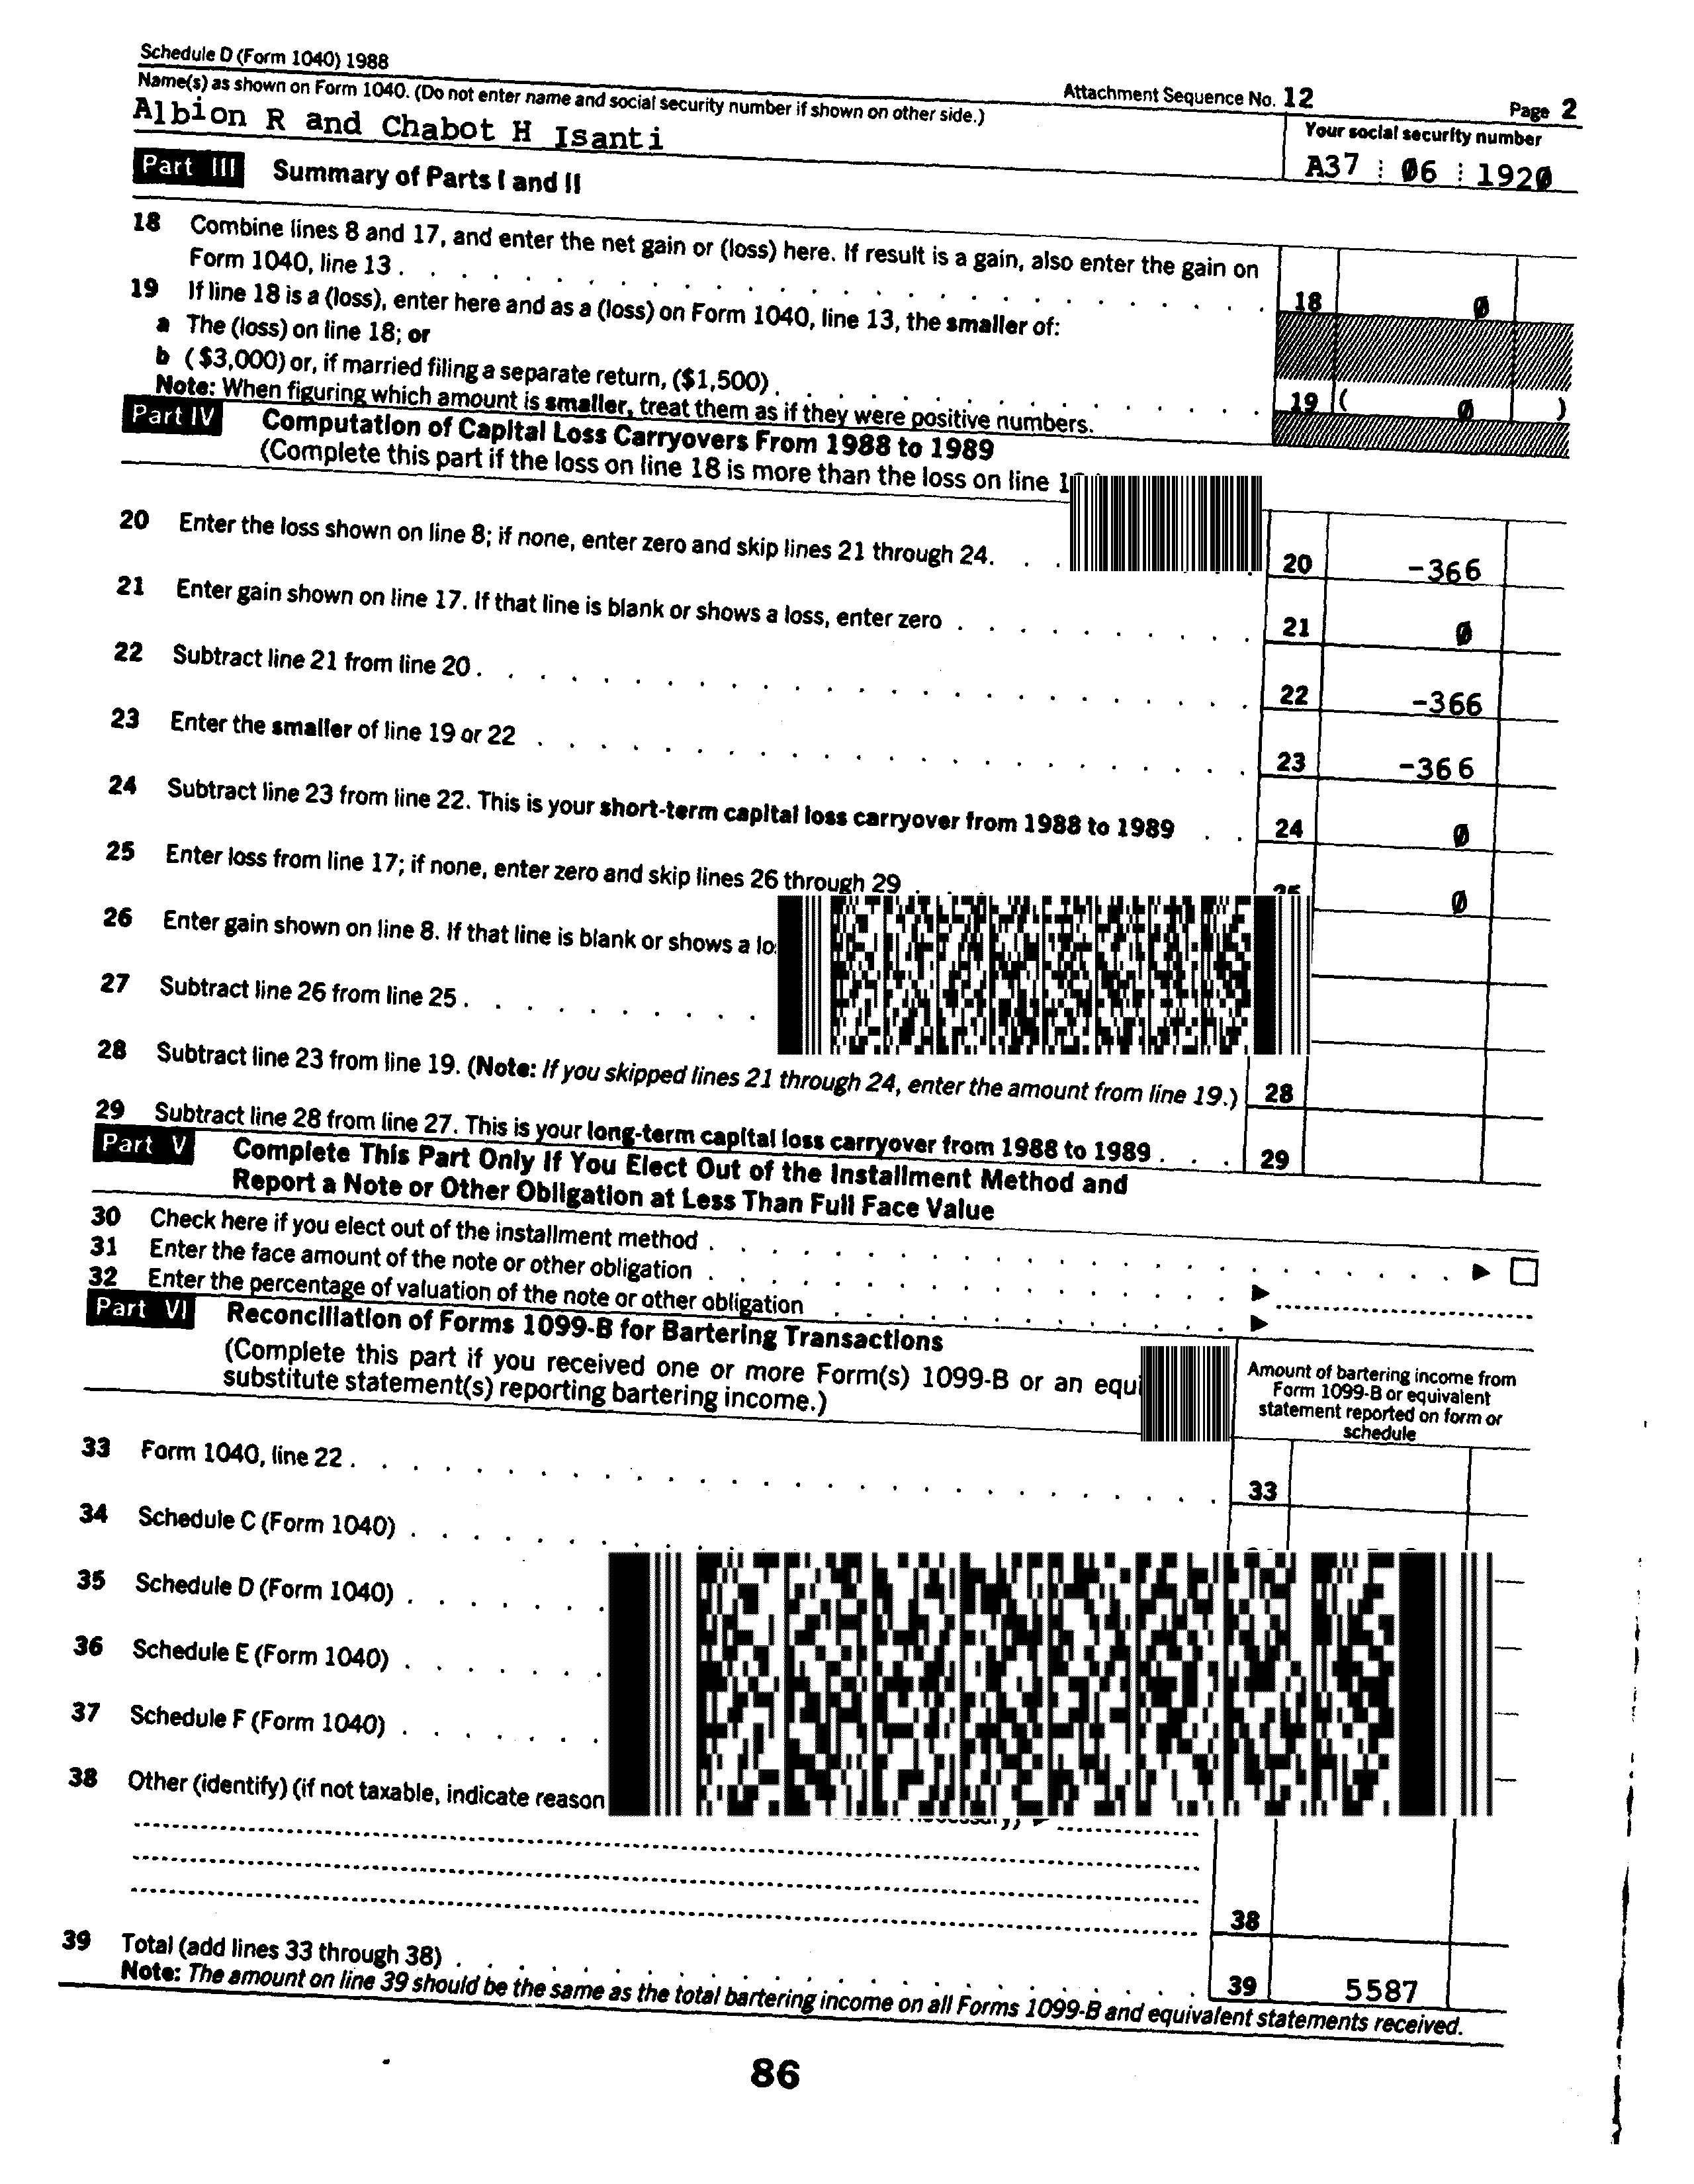 Schedule D (Form 1040) 1988
Attachment Sequence No. 12
Page 2
Name(s) as shown on Form 1040. (Do not enter name and social security number if shown on other side.)
Your social security number
Albion R and Chabot H Isanti
A37 06 1920
Part III Summary of Parts I and II
18 Combine lines 8 and 17, and enter the net gain or (loss) here. If result is a gain, also enter the gain on
Form 1040, line 13 . . . . . . . . . . . . . . . . . . . . . . . . . . . 18 0
19 If line 18 is a (loss), enter here and as a (loss) on Form 1040, line 13, the smaller of:
a The (loss) on line 18; or
b ($3,000) or, if married filing a separate return, ($1,500) . . . . . . . . . . . . . . . 19 ( 0 )
Note: When figuring which amount is smaller, treat them as if they were positive numbers.
Part IV Computation of Capital Loss Carryovers From 1988 to 1989
(Complete this part if the loss on line 18 is more than the loss on line
20 Enter the loss shown on line 8; if none, enter zero and skip lines 21 through 24. . . 20 -366
21 Enter gain shown on line 17. If that line is blank or shows a loss, enter zero . . . . . . . . . . 21 0
22 Subtract line 21 from line 20 . . . . . . . . . . . . . . . . . . . . . . . . . 22 -366
23 Enter the smaller of line 19 or 22 . . . . . . . . . . . . . . . . . . . . . . . 23 -366
24 Subtract line 23 from line 22. This is your short-term capital loss carryover from 1988 to 1989 . . 24 0
25 Enter loss from line 17; if none, enter zero and skip lines 26 through 29 . . . 0
26 Enter gain shown on line 8. If that line is blank or shows a
27 Subtract line 26 from line 25 . . . . . . . . . .
28 Subtract line 23 from line 19. (Note: If you skipped lines 21 through 24, enter the amount from line 19.) 28
29 Subtract line 28 from line 27. This is your long-term capital loss carryover from 1988 to 1989 . . . 29
Part V Complete This Part Only If You Elect Out of the Installment Method and
Report a Note or Other Obligation at Less Than Full Face Value
30 Check here if you elect out of the installment method . . . . . . . . . . . . . . . . . . . . . . . . ▶ ☐
31 Enter the face amount of the note or other obligation . . . . . . . . . . . . . . . . . ▶
32 Enter the percentage of valuation of the note or other obligation . . . . . . . . . . . . . ▶
Part VI Reconciliation of Forms 1099-B for Bartering Transactions
(Complete this part if you received one or more Form(s) 1099-B or an
substitute statement(s) reporting bartering income.)
Amount of bartering income from
Form 1099-B or equivalent
statement reported on form or
schedule
33 Form 1040, line 22 . . . . . . . . . . . . . . . . . . . . . . . . . . . . 33
34 Schedule C (Form 1040) . . . . . . .
35 Schedule D (Form 1040) . . . . . . .
36 Schedule E (Form 1040) . . . . . . .
37 Schedule F (Form 1040) . . . . . . .
38 Other (identify) (if not taxable, indicate reason
38
39 Total (add lines 33 through 38) . . . . . . . . . . . . . . . . . . . . . . . . 39 5587
Note: The amount on line 39 should be the same as the total bartering income on all Forms 1099-B and equivalent statements received.
86